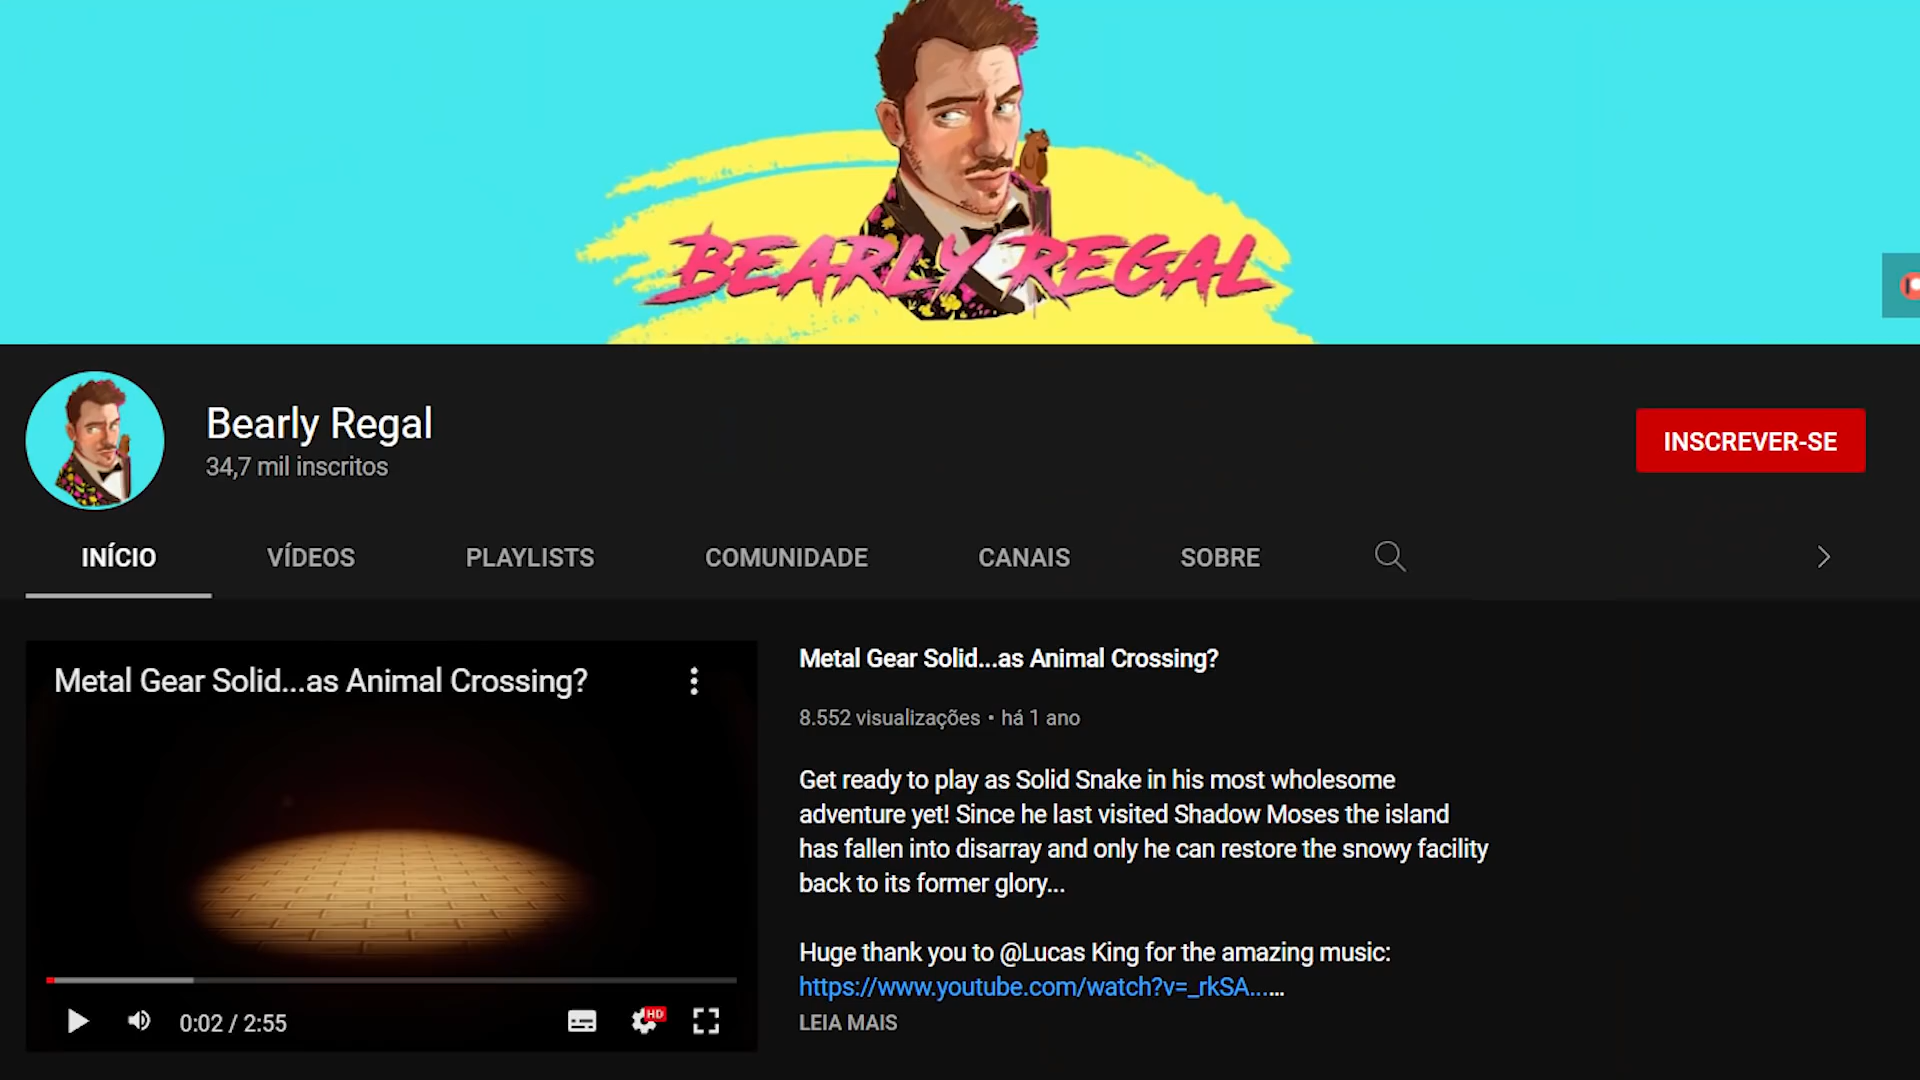 BEARLY REGAL
Bearly Regal
34,7 mil inscritos
INSCREVER-SE
INÍCIO VÍDEOS PLAYLISTS COMUNIDADE CANAIS SOBRE
Metal Gear Solid...as Animal Crossing?
0:02 / 2:55
HD
Metal Gear Solid...as Animal Crossing?
8.552 visualizações • há 1 ano
Get ready to play as Solid Snake in his most wholesome
adventure yet! Since he last visited Shadow Moses the island
has fallen into disarray and only he can restore the snowy facility
back to its former glory...
Huge thank you to @Lucas King for the amazing music:
https://www.youtube.com/watch?v=_rkSA...…
LEIA MAIS